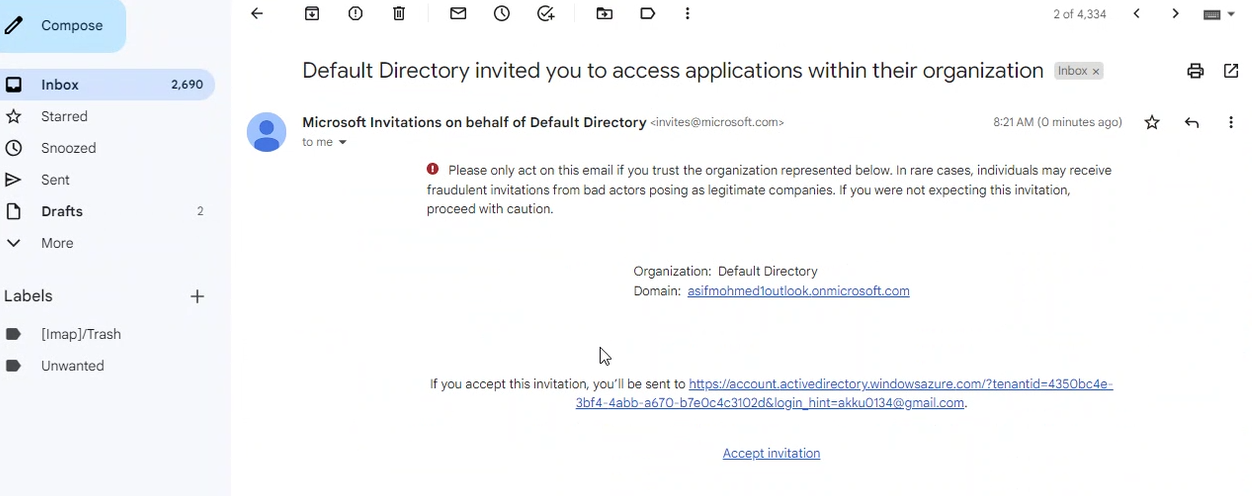 2 of 4,334
Compose
Inbox 2,690
Starred
Snoozed
Sent
Drafts 2
More
Labels
[Imap]/Trash
Unwanted
Default Directory invited you to access applications within their organization Inbox ×
Microsoft Invitations on behalf of Default Directory <invites@microsoft.com> 8:21 AM (0 minutes ago)
to me
Please only act on this email if you trust the organization represented below. In rare cases, individuals may receive
fraudulent invitations from bad actors posing as legitimate companies. If you were not expecting this invitation,
proceed with caution.
Organization: Default Directory
Domain: asifmohmed1outlook.onmicrosoft.com
If you accept this invitation, you'll be sent to https://account.activedirectory.windowsazure.com/?tenantid=4350bc4e-
3bf4-4abb-a670-b7e0c4c3102d&login_hint=akku0134@gmail.com.
Accept invitation